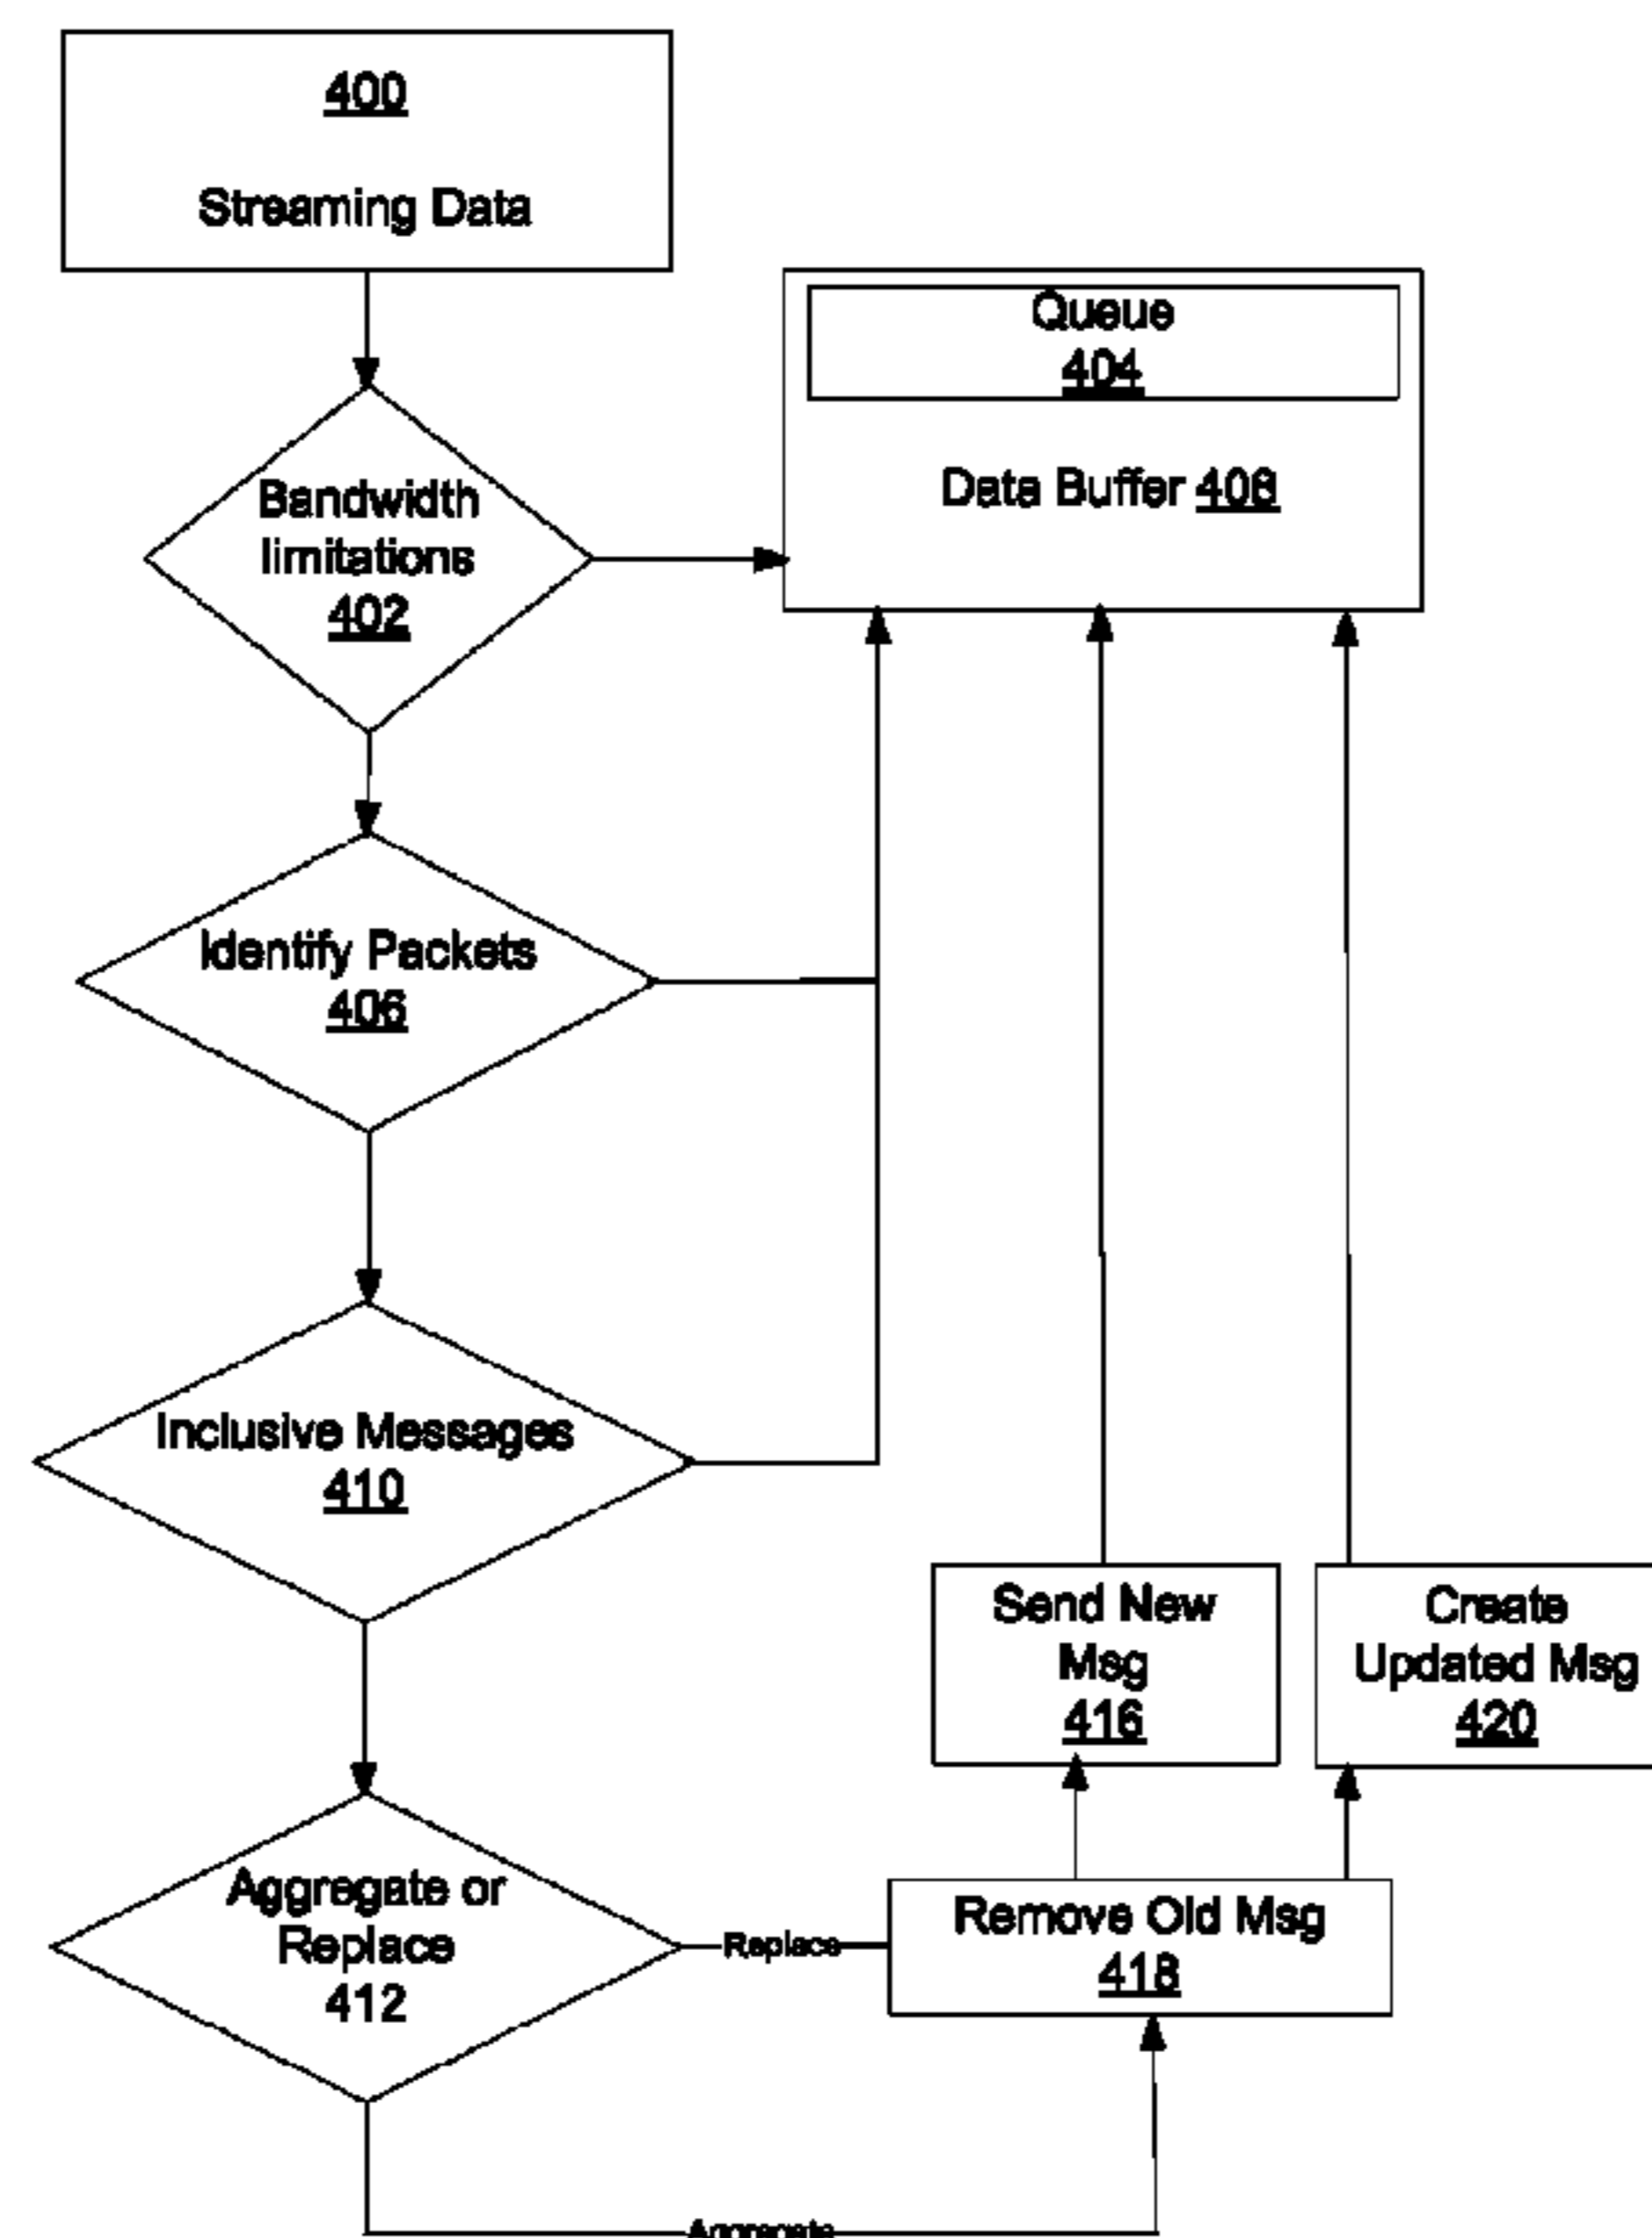 400
Streaming Data
Queue
404
Data Buffer 408
Bandwidth
limitations
402
Identify Packets
406
Inclusive Messages
410
Send New
Msg
416
Create
Updated Msg
420
Aggregate or
Replace
412
Replace
Remove Old Msg
418
Aggregate